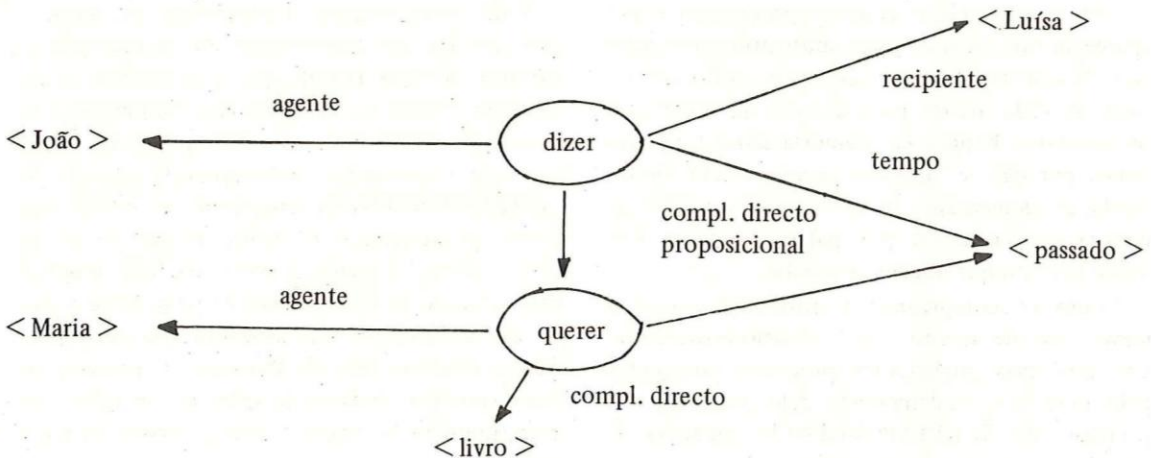 < Luísa >
recipiente
agente
< João >
dizer
tempo
compl. directo
proposicional
< passado >
agente
< Maria >
querer
compl. directo
< livro >